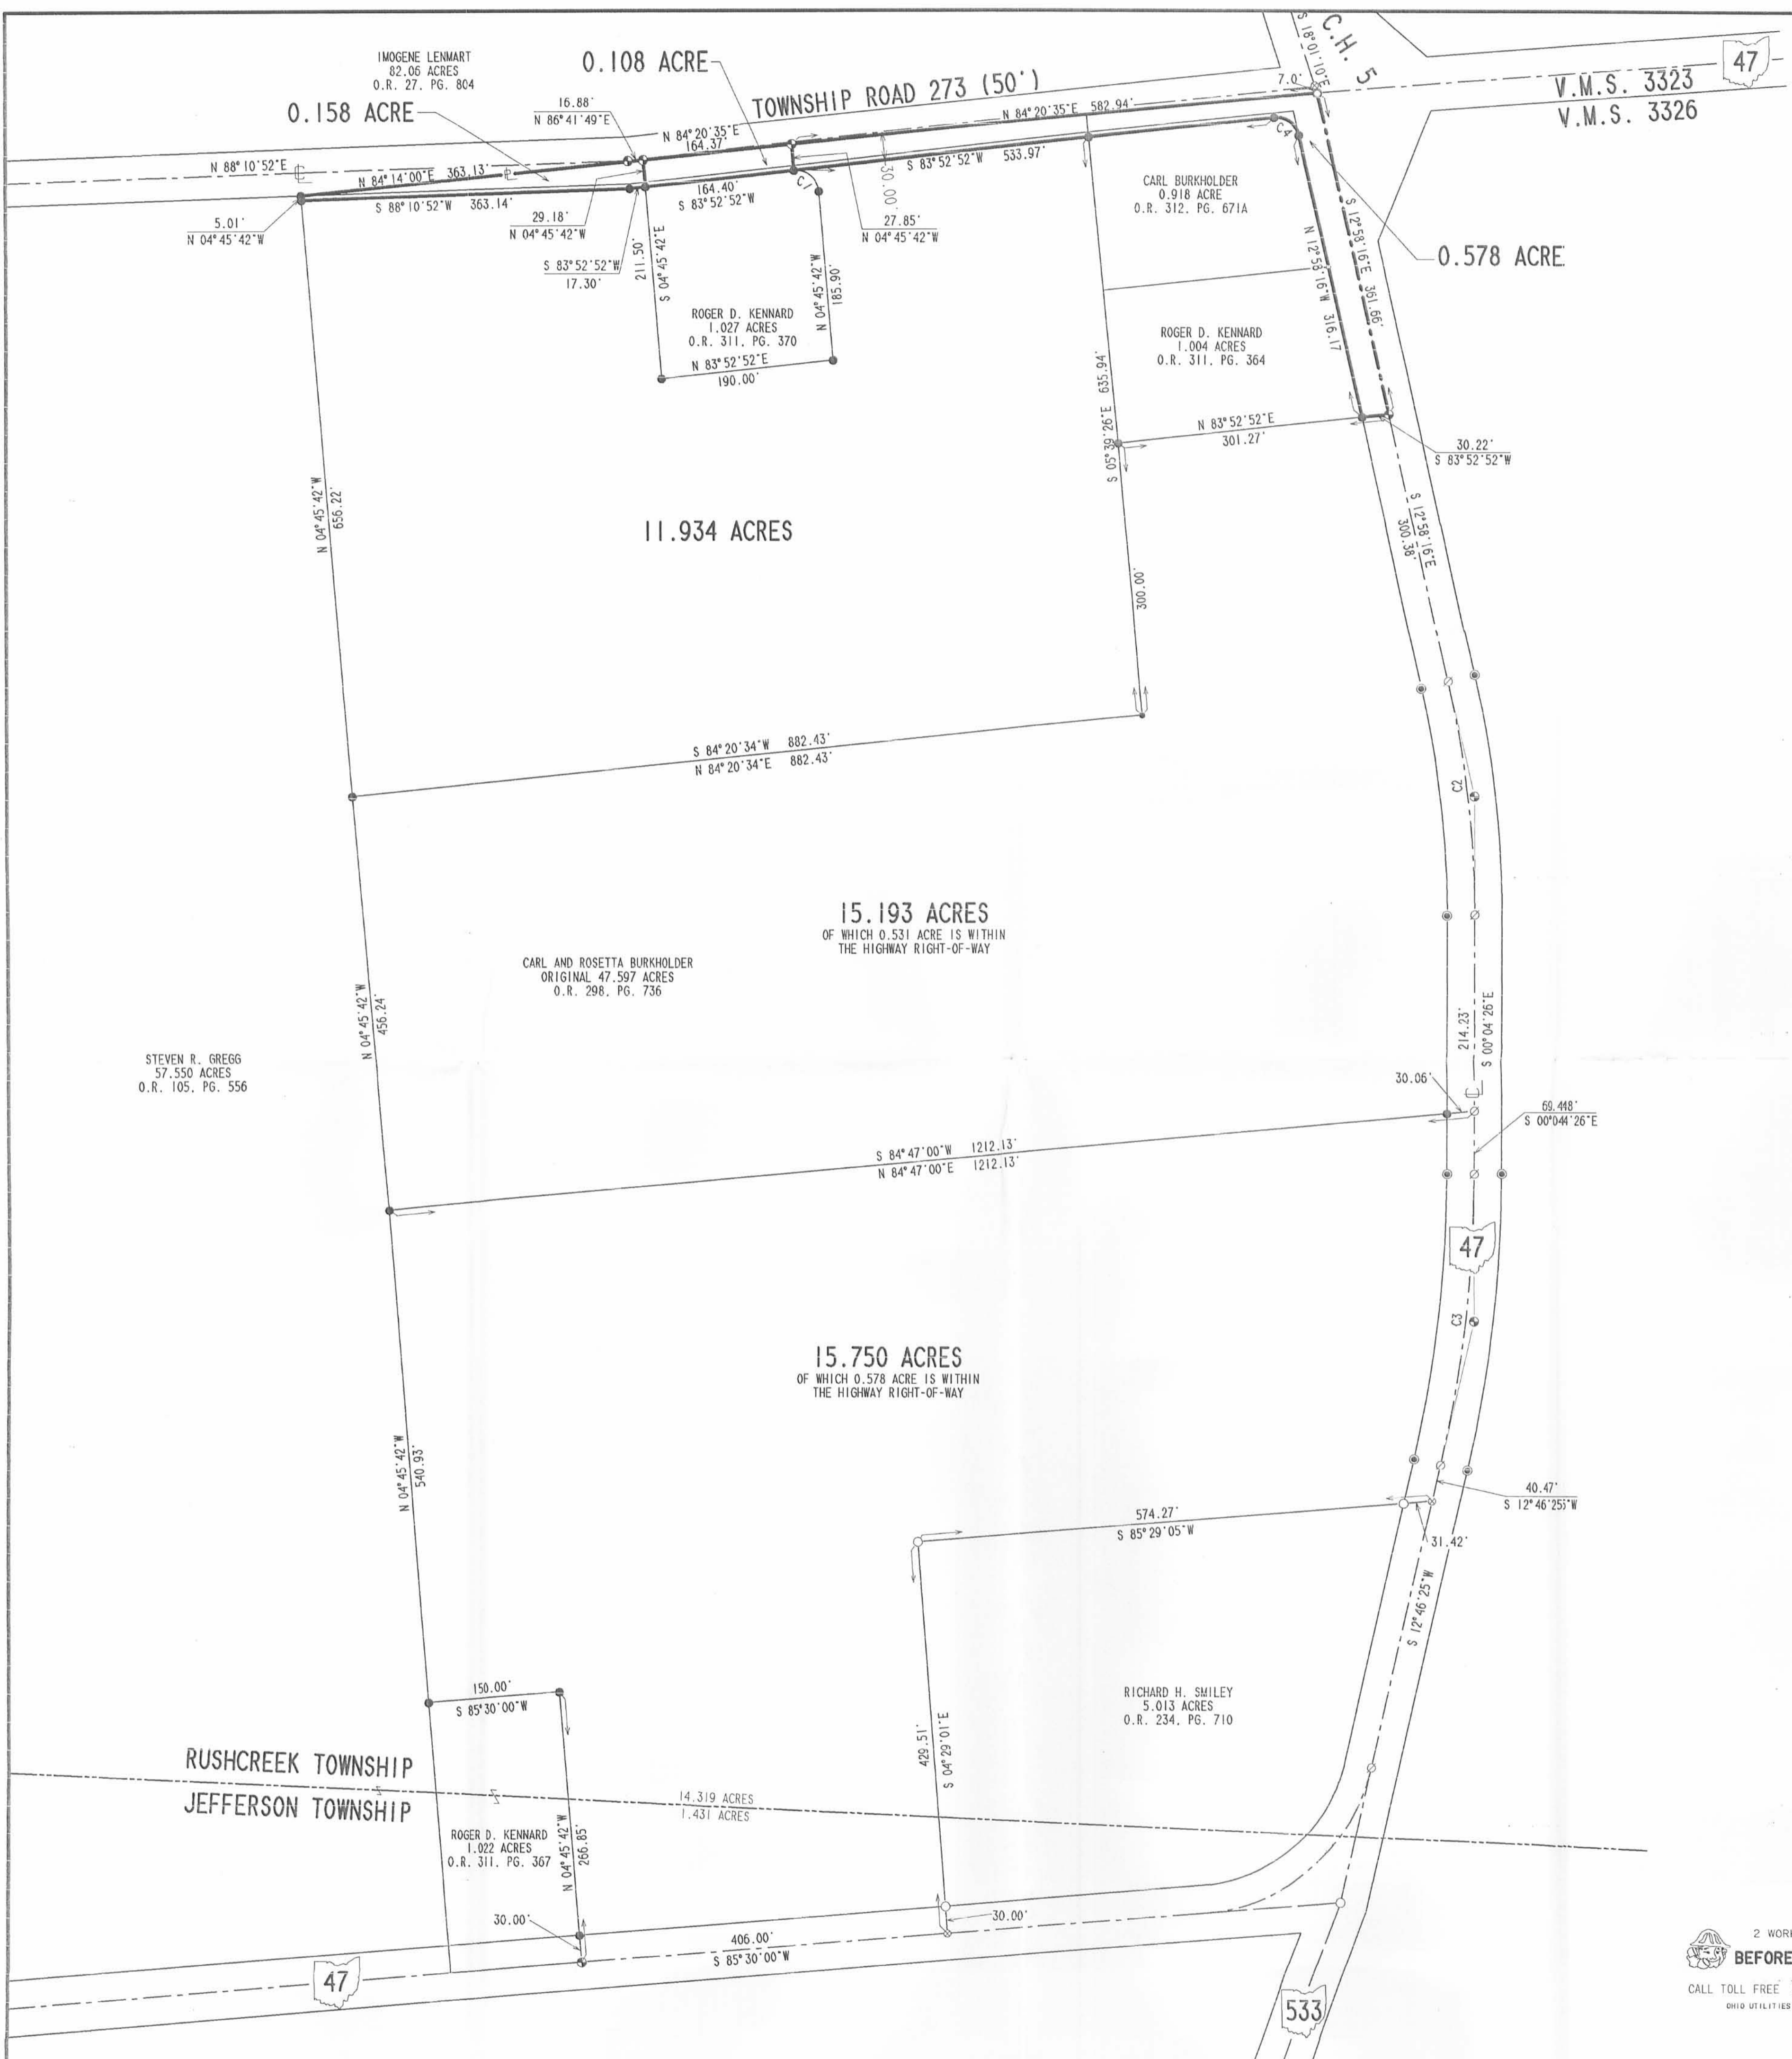 IMOGENE LENMART
82.06 ACRES
O.R. 27, PG. 804
0.108 ACRE
0.158 ACRE
TOWNSHIP ROAD 273 (50')
C.H. 5
S 18°01'10"E
7.0'
47
V.M.S. 3323
V.M.S. 3326
16.88'
N 86°41'49"E
N 84°20'35"E
164.37'
N 84°20'35"E 582.94'
N 88°10'52"E
N 84°14'00"E 363.13'
S 88°10'52"W 363.14'
5.01'
N 04°45'42"W
29.18'
N 04°45'42"W
S 83°52'52"W
17.30'
164.40'
S 83°52'52"W
C1
S 83°52'52"W 533.97'
30.00'
27.85'
N 04°45'42"W
C4
CARL BURKHOLDER
0.918 ACRE
O.R. 312, PG. 671A
S 12°58'16"E 361.66'
N 12°58'16"W 316.17
0.578 ACRE
211.50'
S 04°45'42"E
N 04°45'42"W
185.90'
ROGER D. KENNARD
1.027 ACRES
O.R. 311, PG. 370
N 83°52'52"E
190.00'
ROGER D. KENNARD
1.004 ACRES
O.R. 311, PG. 364
S 05°39'26"E 635.94'
N 83°52'52"E
301.27'
30.22'
S 83°52'52"W
N 04°45'42"W
656.22'
11.934 ACRES
S 12°58'16"E
300.38'
300.00'
S 84°20'34"W 882.43'
N 84°20'34"E 882.43'
C2
15.193 ACRES
OF WHICH 0.531 ACRE IS WITHIN
THE HIGHWAY RIGHT-OF-WAY
CARL AND ROSETTA BURKHOLDER
ORIGINAL 47.597 ACRES
O.R. 298, PG. 736
N 04°45'42"W
456.24'
STEVEN R. GREGG
57.550 ACRES
O.R. 105, PG. 556
214.23'
S 00°04'26"E
30.06'
69.448'
S 00°044'26"E
S 84°47'00"W 1212.13'
N 84°47'00"E 1212.13'
47
C3
15.750 ACRES
OF WHICH 0.578 ACRE IS WITHIN
THE HIGHWAY RIGHT-OF-WAY
N 04°45'42"W
540.93'
40.47'
S 12°46'25"W
574.27'
S 85°29'05"W
31.42'
S 12°46'25"W
150.00'
S 85°30'00"W
429.51'
S 04°29'01"E
RICHARD H. SMILEY
5.013 ACRES
O.R. 234, PG. 710
RUSHCREEK TOWNSHIP
JEFFERSON TOWNSHIP
14.319 ACRES
1.431 ACRES
ROGER D. KENNARD
1.022 ACRES
O.R. 311, PG. 367
N 04°45'42"W
266.85'
30.00'
30.00'
406.00'
S 85°30'00"W
47
533
BEFORE
CALL TOLL FREE
OHIO UTILITIES